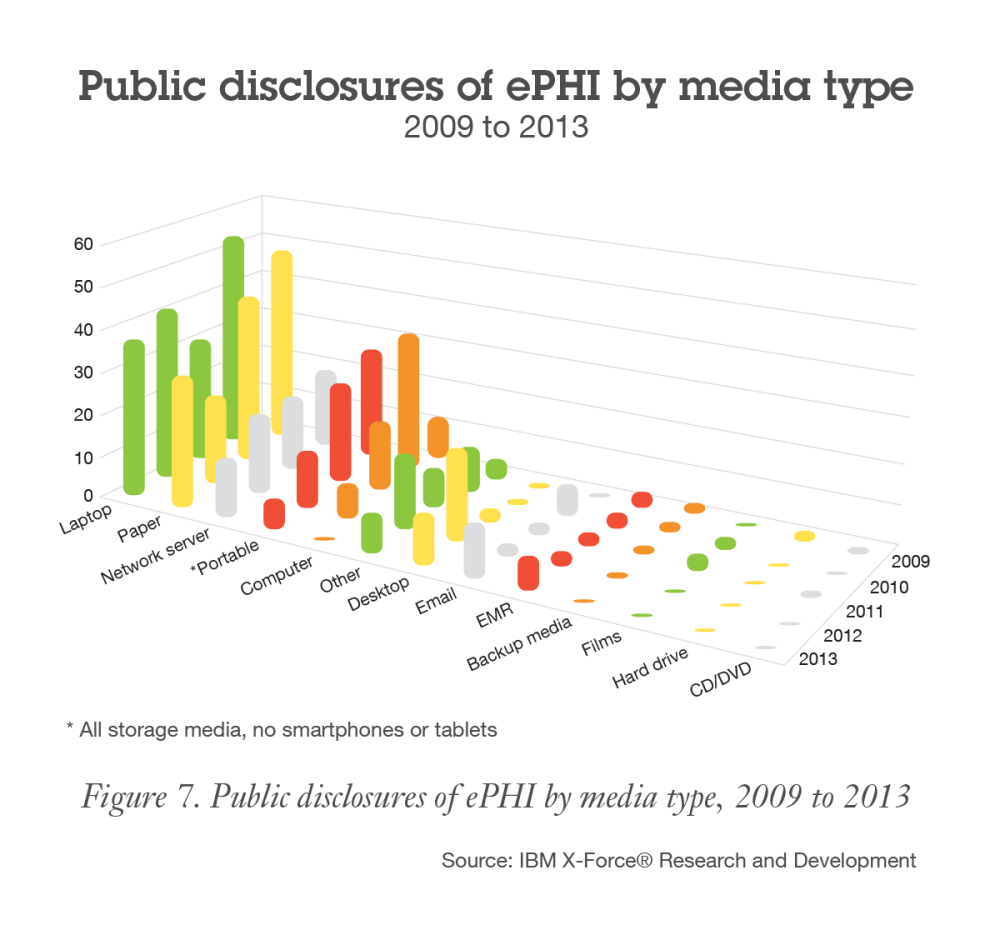 Public disclosures of ePHI by media type
2009 to 2013
60
50
40
30
20
10
0
Laptop
Paper
Network server
*Portable
Computer
Other
Desktop
Email
EMR
Backup media
Films
Hard drive
CD/DVD
2009
2010
2011
2012
2013
* All storage media, no smartphones or tablets
Figure 7. Public disclosures of ePHI by media type, 2009 to 2013
Source: IBM X-Force® Research and Development